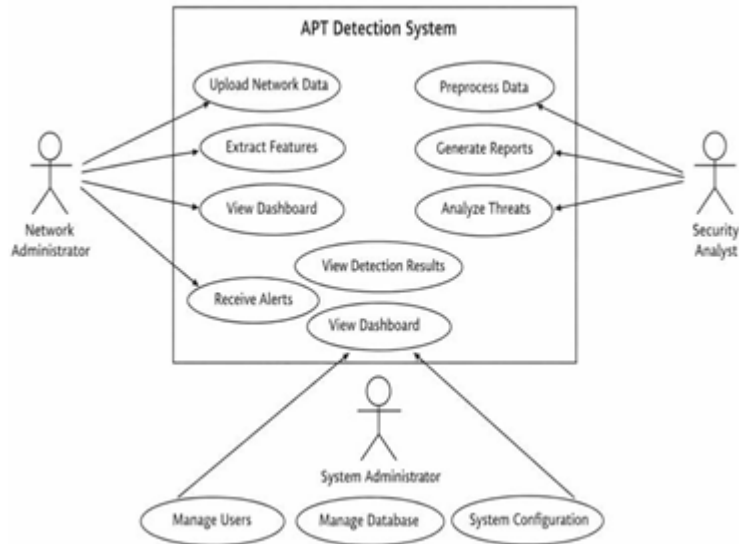 APT Detection System
Upload Network Data
Preprocess Data
Extract Features
Generate Reports
View Dashboard
Analyze Threats
Network
Administrator
Security
Analyst
View Detection Results
Receive Alerts
View Dashboard
System Administrator
Manage Users
Manage Database
System Configuration